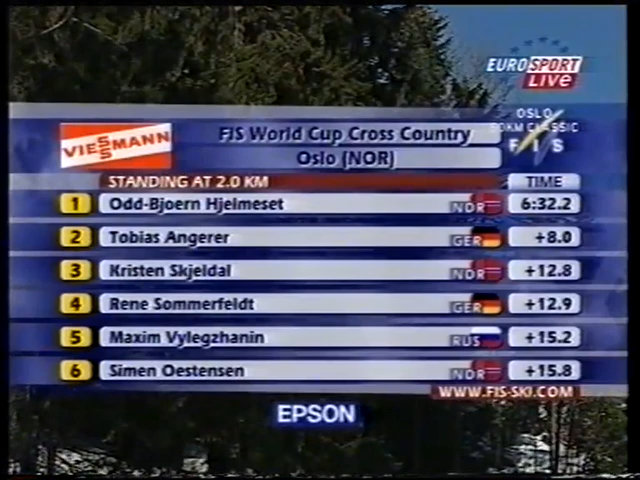 EUROSPORT
LIVE
OSLO
50KM CLASSIC
FIS
VIESSMANN
FIS World Cup Cross Country
Oslo (NOR)
STANDING AT 2.0 KM TIME
1 Odd-Bjoern Hjelmeset NOR 6:32.2
2 Tobias Angerer GER +8.0
3 Kristen Skjeldal NOR +12.8
4 Rene Sommerfeldt GER +12.9
5 Maxim Vylegzhanin RUS +15.2
6 Simen Oestensen NOR +15.8
WWW.FIS-SKI.COM
EPSON